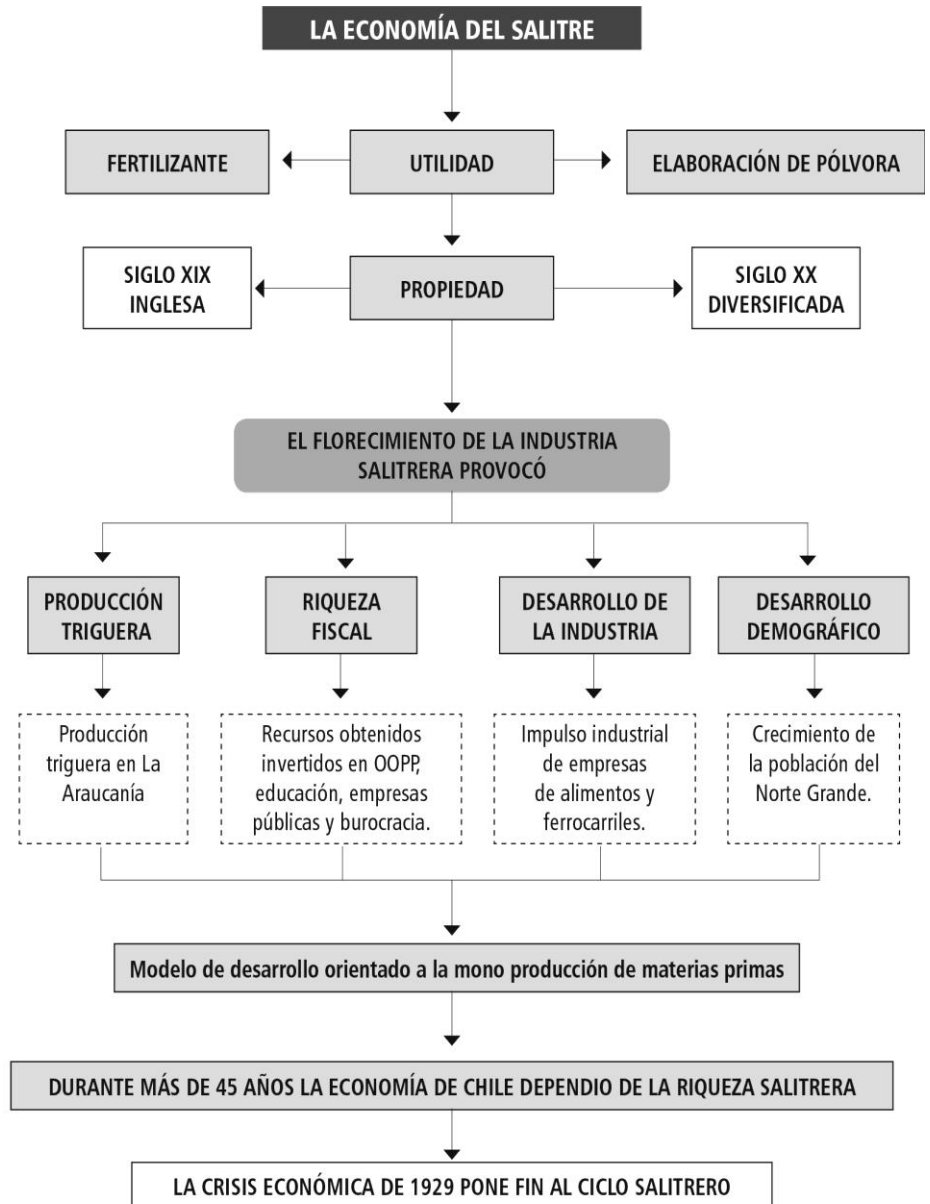 LA ECONOMÍA DEL SALITRE
FERTILIZANTE
UTILIDAD
ELABORACIÓN DE PÓLVORA
SIGLO XIX
INGLESA
PROPIEDAD
SIGLO XX
DIVERSIFICADA
EL FLORECIMIENTO DE LA INDUSTRIA
SALITRERA PROVOCÓ
PRODUCCIÓN
TRIGUERA
RIQUEZA
FISCAL
DESARROLLO DE
LA INDUSTRIA
DESARROLLO
DEMOGRÁFICO
Producción
triguera en La
Araucanía
Recursos obtenidos
invertidos en OOPP,
educación, empresas
públicas y burocracia.
Impulso industrial
de empresas
de alimentos y
ferrocarriles.
Crecimiento de
la población del
Norte Grande.
Modelo de desarrollo orientado a la mono producción de materias primas
DURANTE MÁS DE 45 AÑOS LA ECONOMÍA DE CHILE DEPENDIO DE LA RIQUEZA SALITRERA
LA CRISIS ECONÓMICA DE 1929 PONE FIN AL CICLO SALITRERO